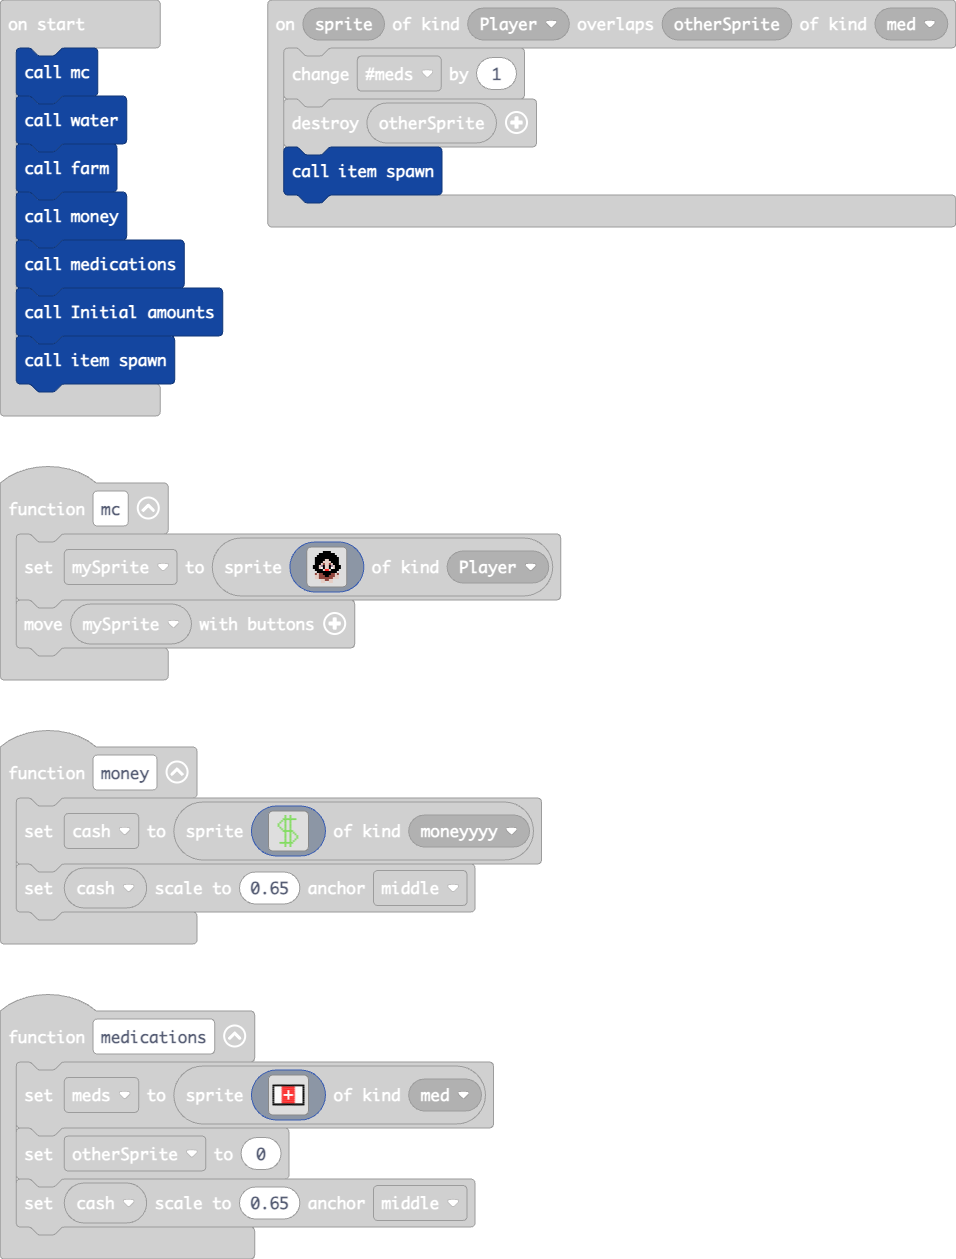 on start
call mc
call water
call farm
call money
call medications
call Initial amounts
call item spawn
on sprite of kind Player overlaps otherSprite of kind med
change #meds by 1
destroy otherSprite
call item spawn
function mc
set mySprite to sprite of kind Player
move mySprite with buttons
function money
set cash to sprite of kind moneyyyy
set cash scale to 0.65 anchor middle
function medications
set meds to sprite of kind med
set otherSprite to 0
set cash scale to 0.65 anchor middle